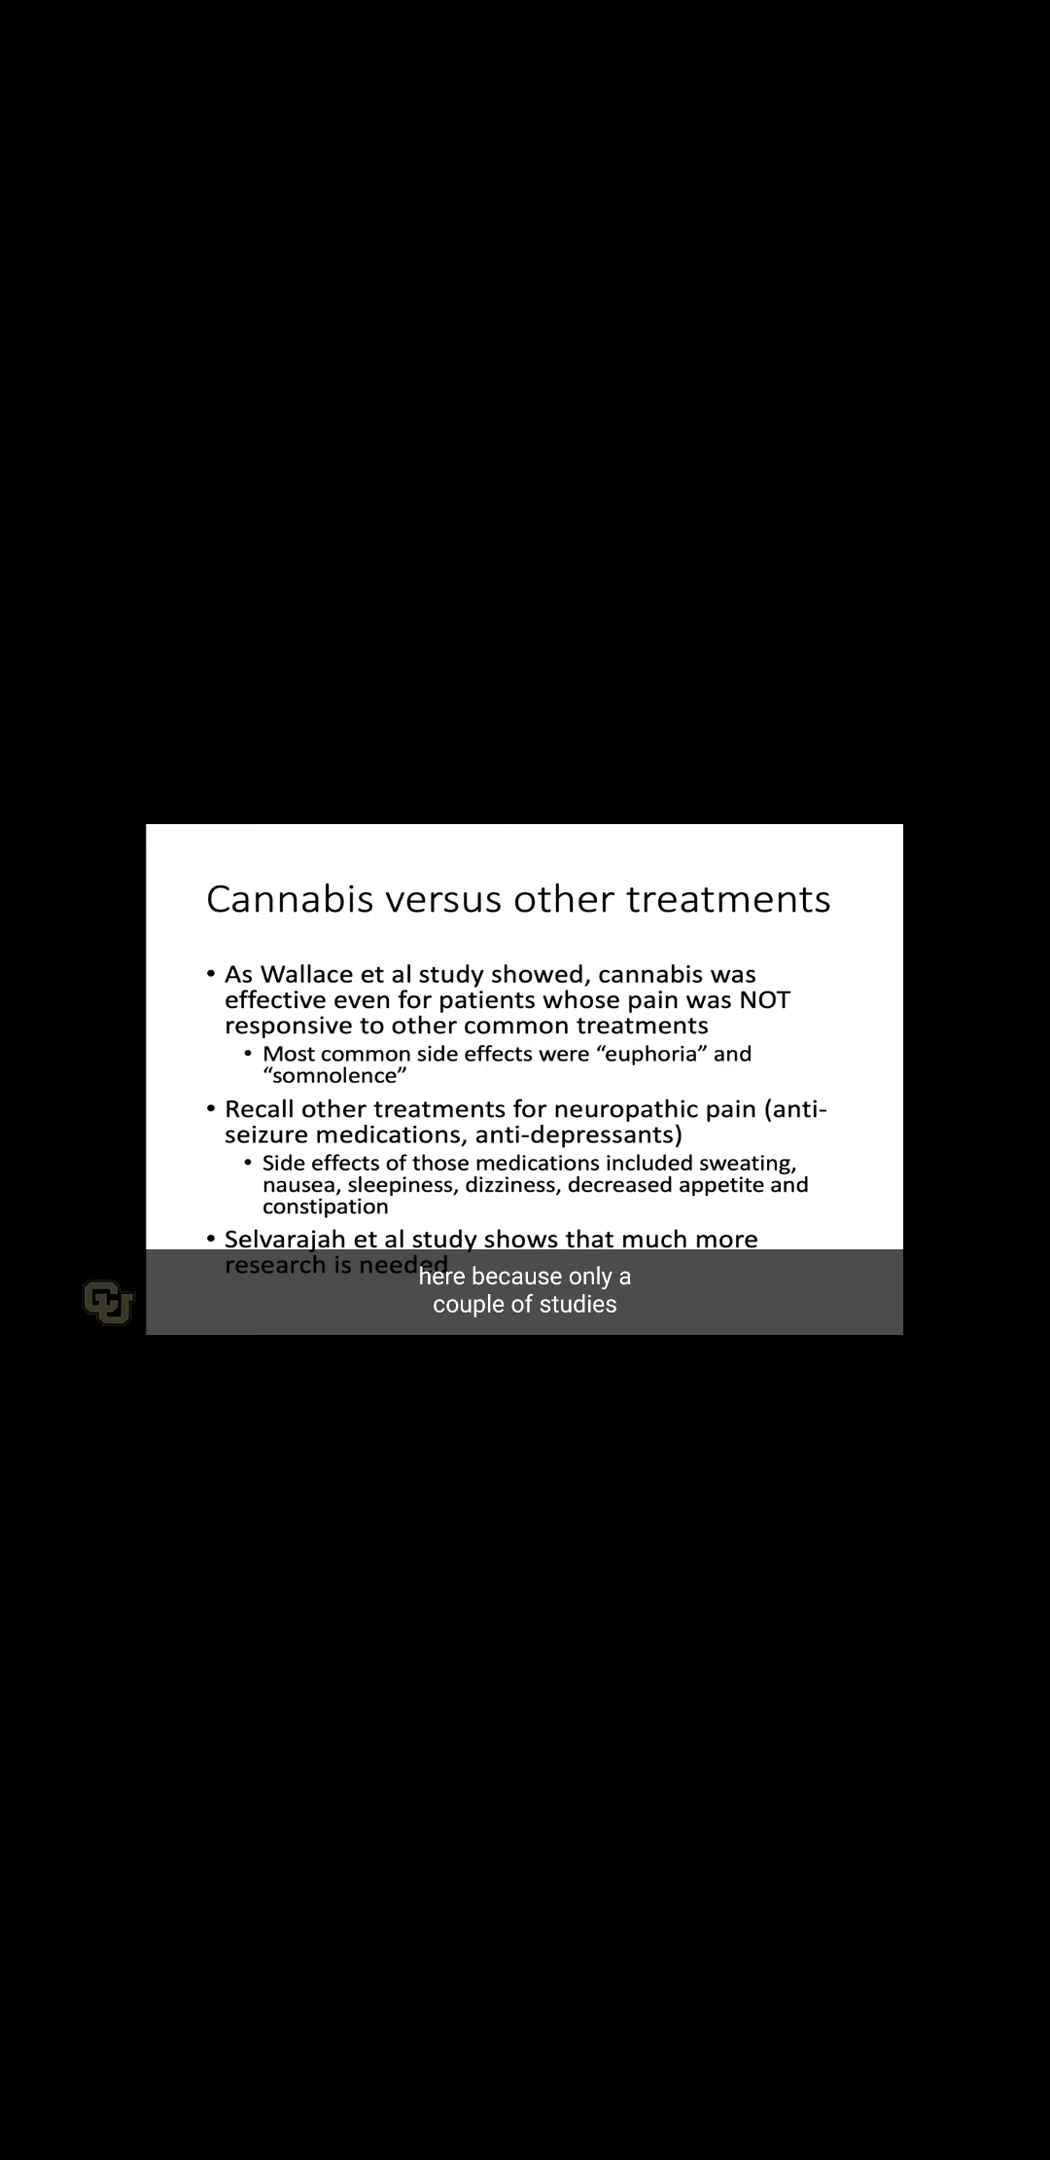 Cannabis versus other treatments
• As Wallace et al study showed, cannabis was
effective even for patients whose pain was NOT
responsive to other common treatments
• Most common side effects were “euphoria” and
“somnolence”
• Recall other treatments for neuropathic pain (anti-
seizure medications, anti-depressants)
• Side effects of those medications included sweating,
nausea, sleepiness, dizziness, decreased appetite and
constipation
• Selvarajah et al study shows that much more
research is needed
here because only a
couple of studies
CU